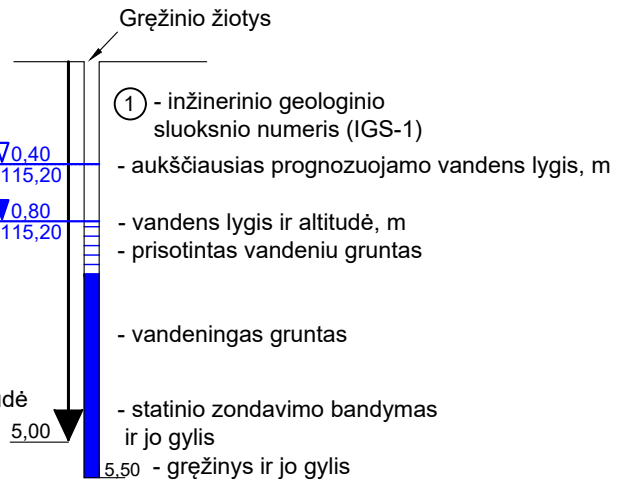 Gręžinio žiotys
1 - inžinerinio geologinio
sluoksnio numeris (IGS-1)
0,40
115,20
- aukščiausias prognozuojamo vandens lygis, m
0,80
115,20
- vandens lygis ir altitudė, m
- prisotintas vandeniu gruntas
- vandeningas gruntas
- statinio zondavimo bandymas
ir jo gylis
5,00
5,50 - gręžinys ir jo gylis